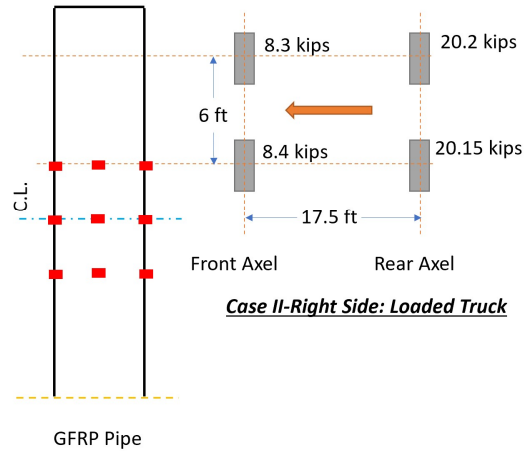 8.3 kips
20.2 kips
6 ft
8.4 kips
20.15 kips
C.L.
17.5 ft
Front Axel
Rear Axel
Case II-Right Side: Loaded Truck
GFRP Pipe